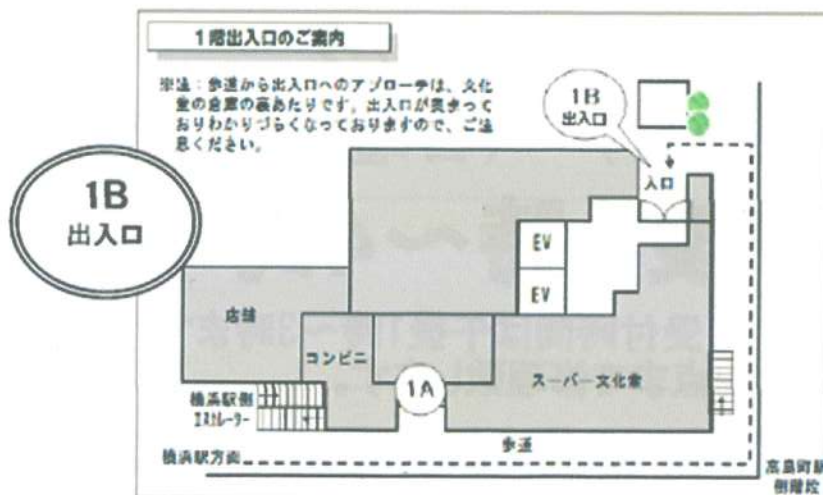 1階出入口のご案内
※注：歩道から出入口へのアプローチは、文化
堂の倉庫の裏あたりです。出入口が奥まって
おりわかりづらくなっておりますので、ご注
意ください。
1B
出入口
1B
出入口
入口
EV
EV
店舗
コンビニ
1A
スーパー文化堂
横浜駅側
エスカレーター
歩道
横浜駅方面
高島町駅
側階段